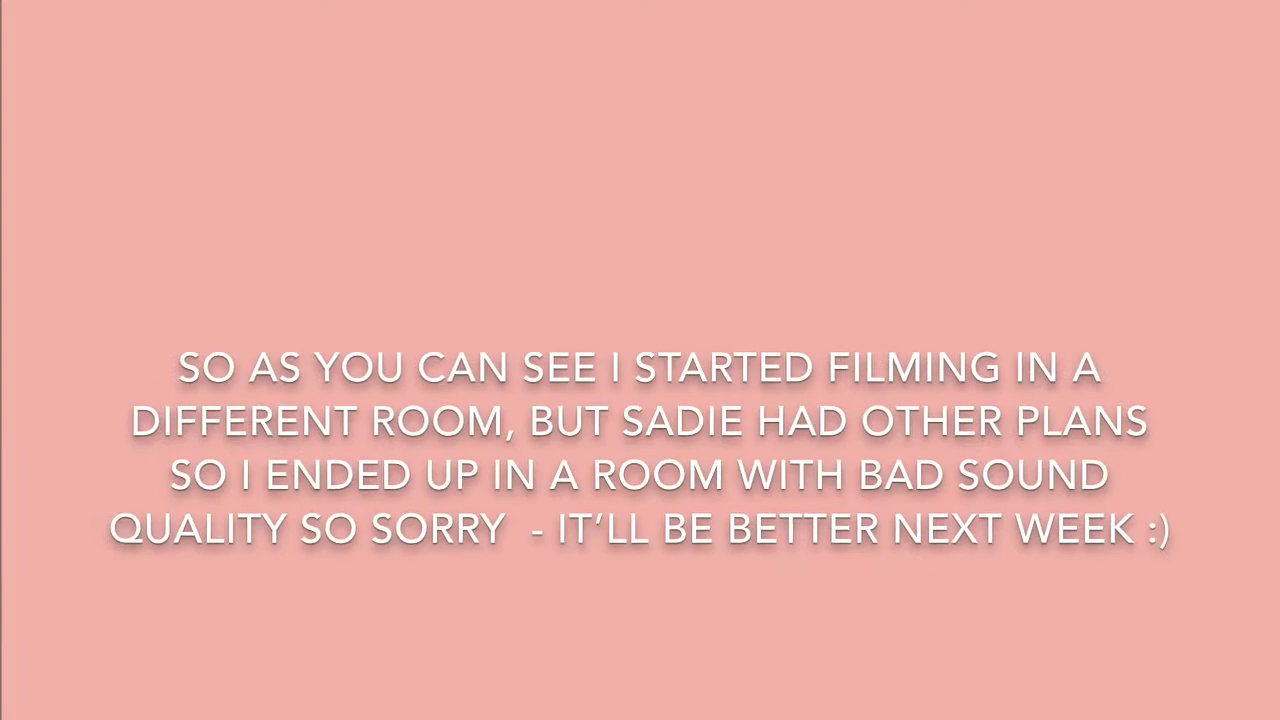 SO AS YOU CAN SEE I STARTED FILMING IN A
DIFFERENT ROOM, BUT SADIE HAD OTHER PLANS
SO I ENDED UP IN A ROOM WITH BAD SOUND
QUALITY SO SORRY  - IT’LL BE BETTER NEXT WEEK :)